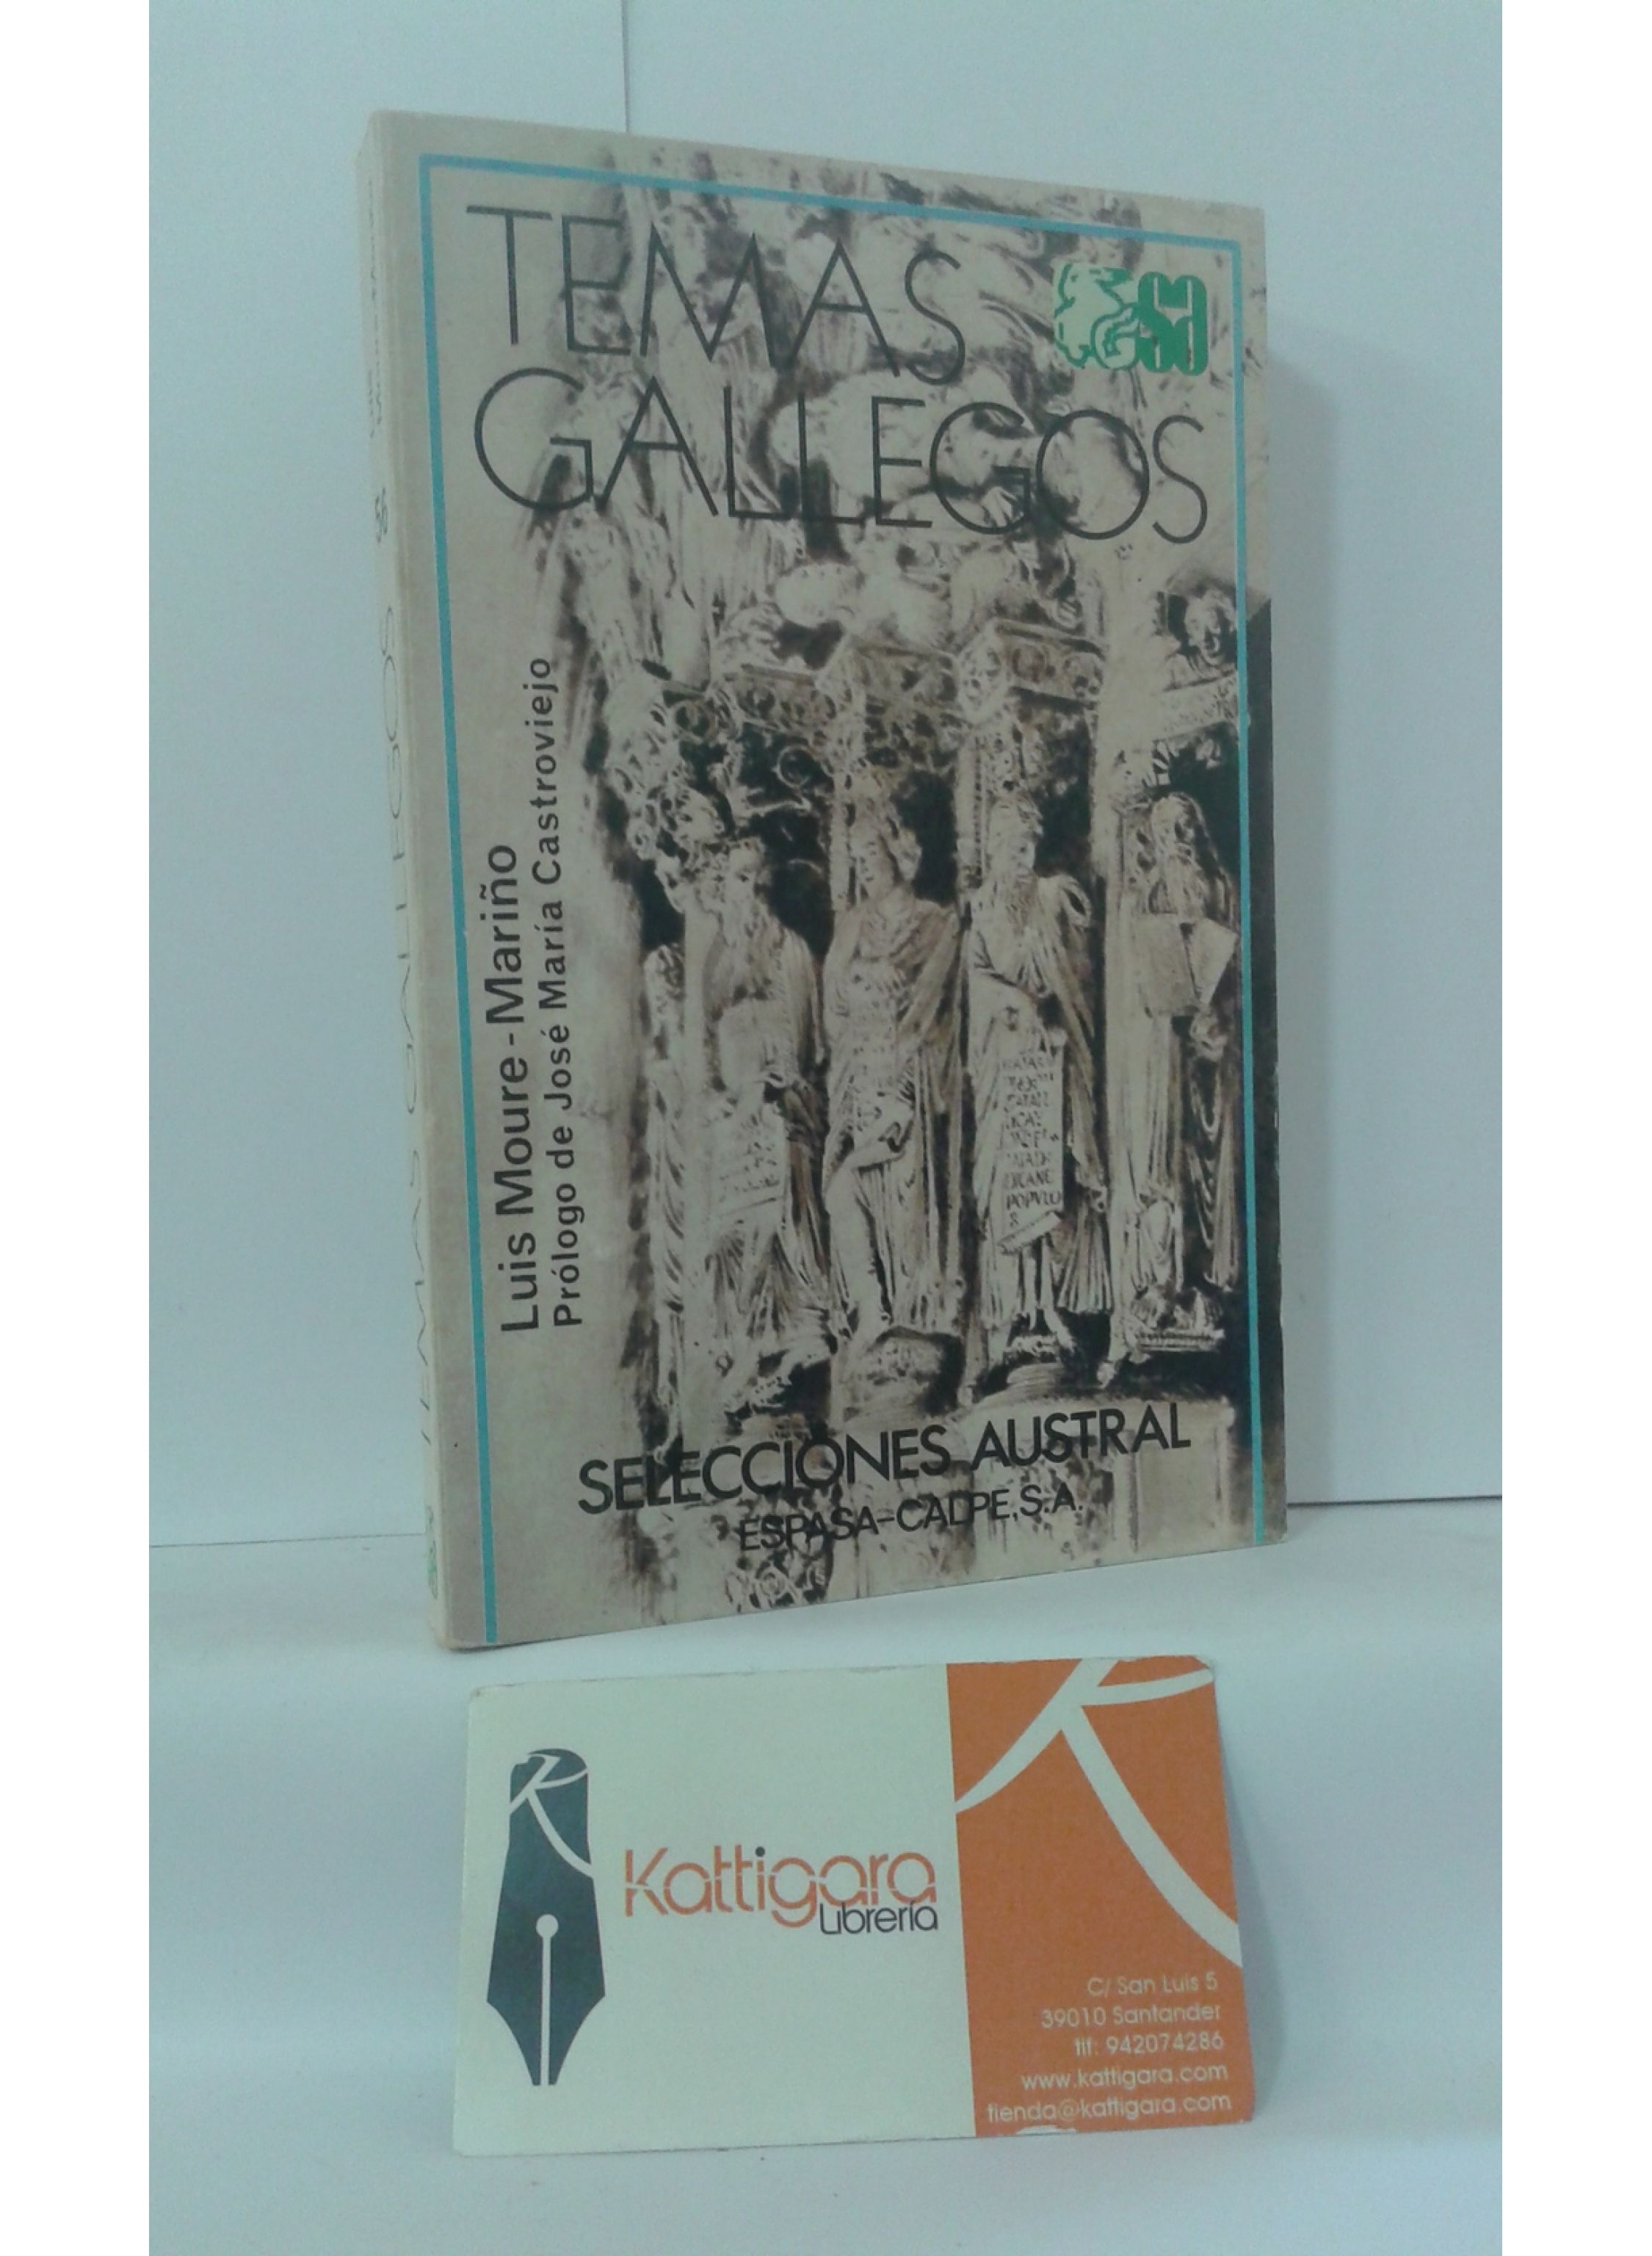 TEMAS
GALLEGOS
Luis Moure-Mariño
Prólogo de José María Castroviejo
SELECCIONES AUSTRAL
ESPASA-CALPE, S.A.
56
TEMAS GALLEGOS
POPVLO
Kattigara
Librería
C/ San Luis 5
39010 Santander
tlf: 942074286
www.kattigara.com
tienda@kattigara.com